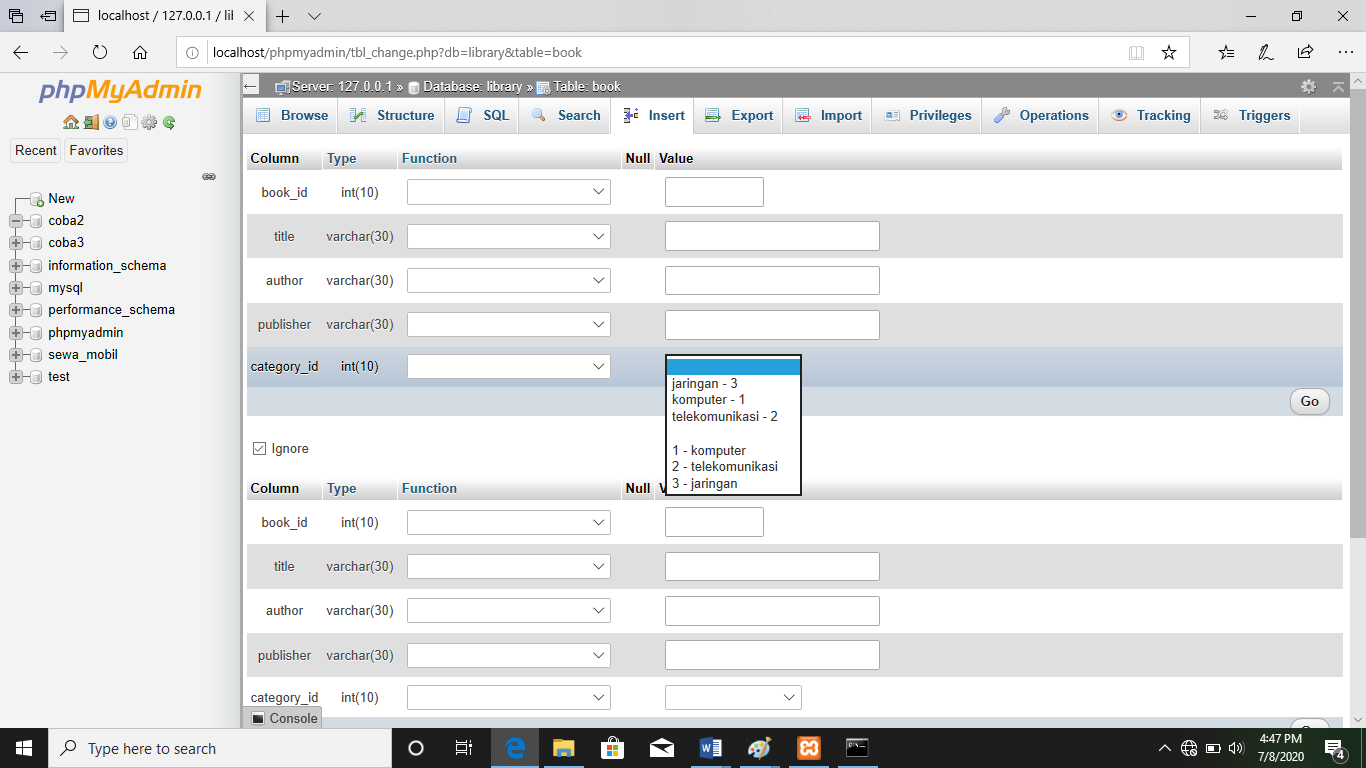 localhost / 127.0.0.1 / lil
localhost/phpmyadmin/tbl_change.php?db=library&table=book
phpMyAdmin
Recent Favorites
New
coba2
coba3
information_schema
mysql
performance_schema
phpmyadmin
sewa_mobil
test
Server: 127.0.0.1 » Database: library » Table: book
Browse Structure SQL Search Insert Export Import Privileges Operations Tracking Triggers
Column Type Function Null Value
book_id int(10)
title varchar(30)
author varchar(30)
publisher varchar(30)
category_id int(10)
jaringan - 3
komputer - 1
telekomunikasi - 2
1 - komputer
2 - telekomunikasi
3 - jaringan
Go
Ignore
Column Type Function Null
book_id int(10)
title varchar(30)
author varchar(30)
publisher varchar(30)
category_id int(10)
Console
Type here to search
4:47 PM
7/8/2020
4